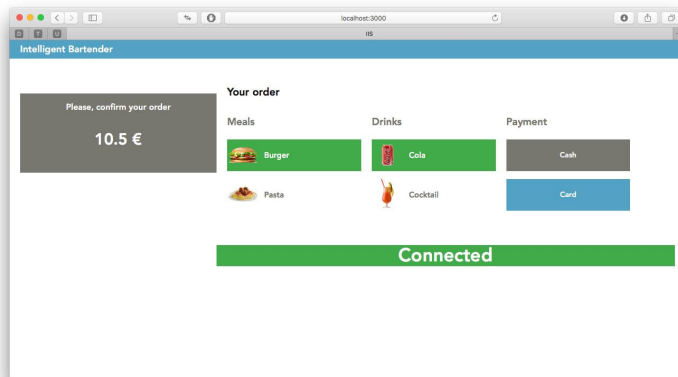 localhost:3000
D T U
IIS
Intelligent Bartender
Please, confirm your order
10.5 €
Your order
Meals Drinks Payment
Burger Cola Cash
Pasta Cocktail Card
Connected